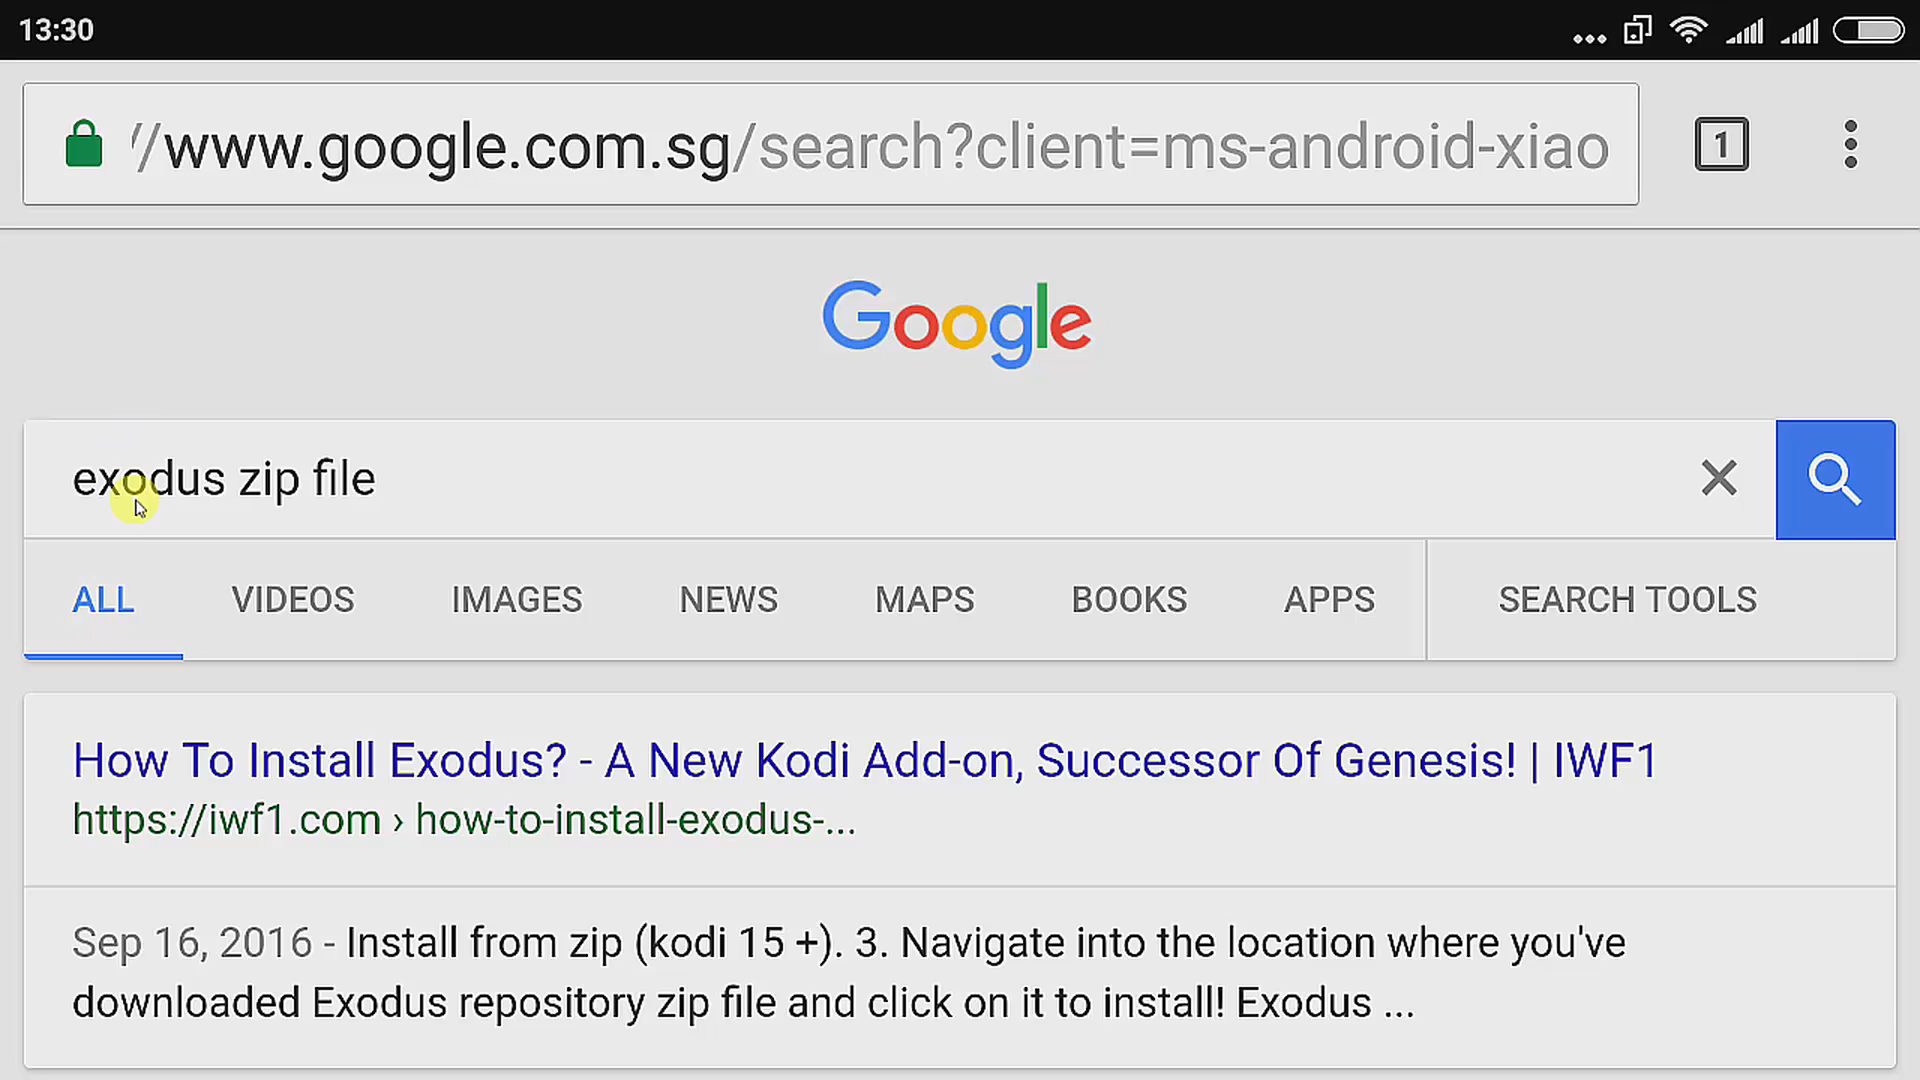 13:30
//www.google.com.sg/search?client=ms-android-xiao
1
Google
exodus zip file
ALL VIDEOS IMAGES NEWS MAPS BOOKS APPS SEARCH TOOLS
How To Install Exodus? - A New Kodi Add-on, Successor Of Genesis! | IWF1
https://iwf1.com › how-to-install-exodus-...
Sep 16, 2016 - Install from zip (kodi 15 +). 3. Navigate into the location where you've
downloaded Exodus repository zip file and click on it to install! Exodus ...